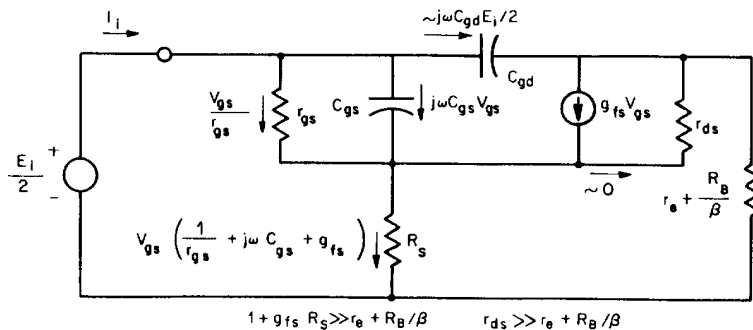 I_i
~jωC_gd E_i/2
C_gd
V_gs/r_gs
r_gs
C_gs
jωC_gs V_gs
g_fs V_gs
r_ds
E_i/2
+
-
~0
r_e + R_B/β
V_gs (1/r_gs + jω C_gs + g_fs)
R_S
1 + g_fs R_S >> r_e + R_B/β
r_ds >> r_e + R_B/β